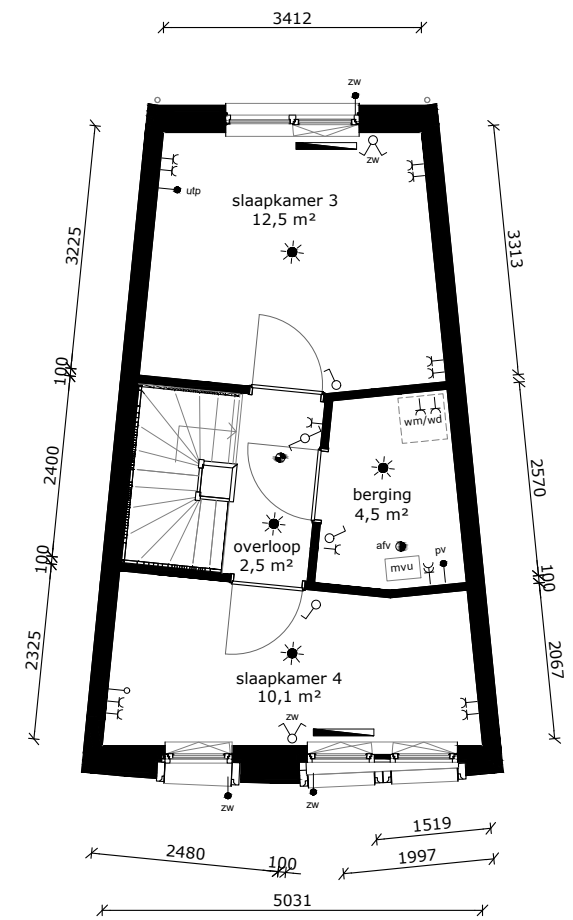 3412
zw
zw
utp
slaapkamer 3
12,5 m²
3225
3313
100
wm/wd
2400
2570
berging
4,5 m²
overloop
2,5 m²
afv
pv
mvu
100
100
2325
2067
slaapkamer 4
10,1 m²
zw
zw
zw
1519
2480
100
1997
5031